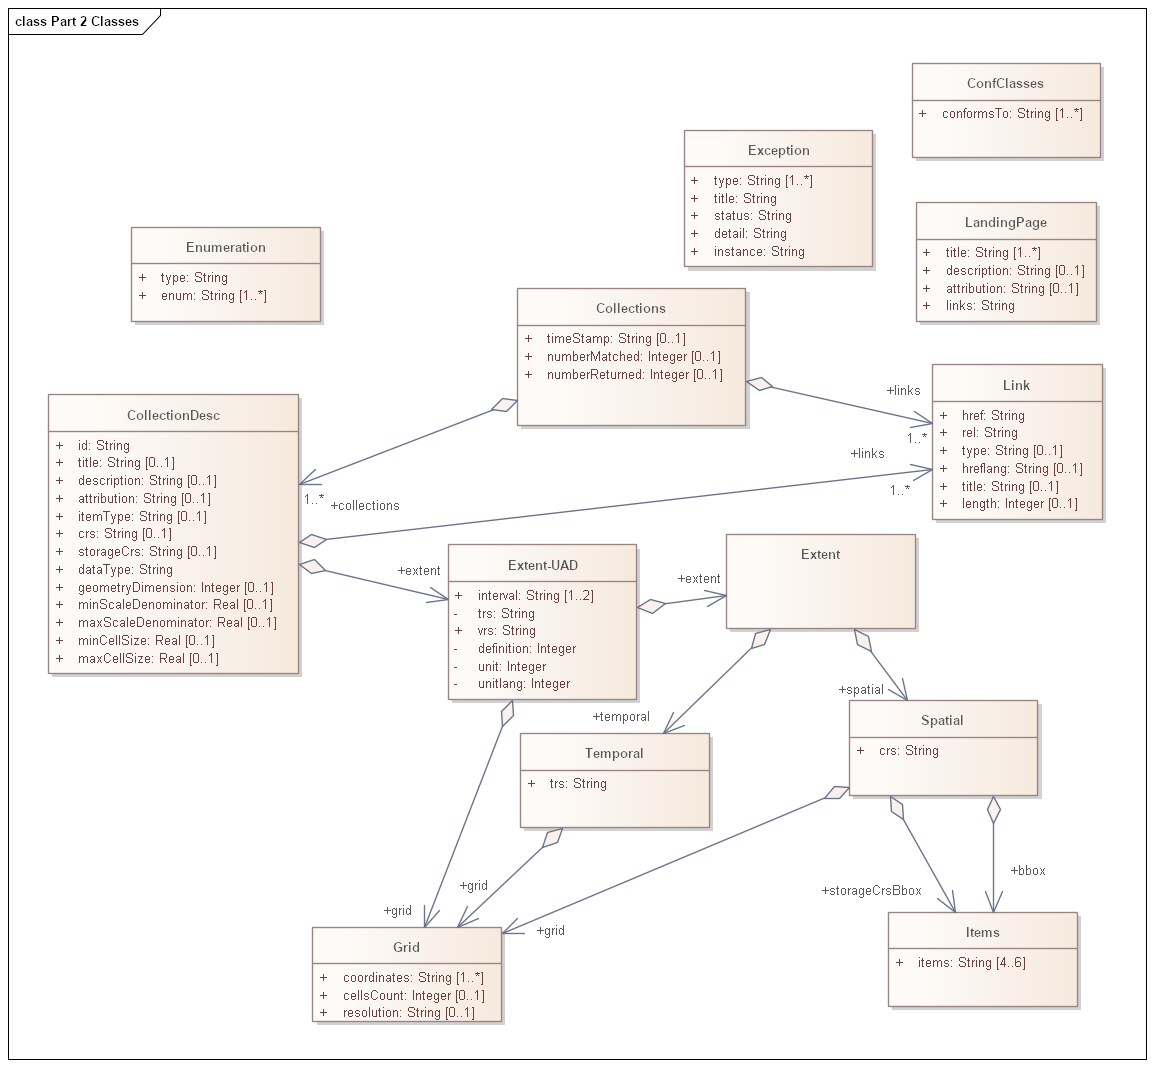 class Part 2 Classes
ConfClasses
+ conformsTo: String [1..*]
Exception
+ type: String [1..*]
+ title: String
+ status: String
+ detail: String
+ instance: String
LandingPage
+ title: String [1..*]
+ description: String [0..1]
+ attribution: String [0..1]
+ links: String
Enumeration
+ type: String
+ enum: String [1..*]
Collections
+ timeStamp: String [0..1]
+ numberMatched: Integer [0..1]
+ numberReturned: Integer [0..1]
+links
1..*
Link
+ href: String
+ rel: String
+ type: String [0..1]
+ hreflang: String [0..1]
+ title: String [0..1]
+ length: Integer [0..1]
+links
1..*
CollectionDesc
+ id: String
+ title: String [0..1]
+ description: String [0..1]
+ attribution: String [0..1]
+ itemType: String [0..1]
+ crs: String [0..1]
+ storageCrs: String [0..1]
+ dataType: String
+ geometryDimension: Integer [0..1]
+ minScaleDenominator: Real [0..1]
+ maxScaleDenominator: Real [0..1]
+ minCellSize: Real [0..1]
+ maxCellSize: Real [0..1]
1..*
+collections
+extent
Extent-UAD
+ interval: String [1..2]
- trs: String
+ vrs: String
- definition: Integer
- unit: Integer
- unitlang: Integer
+extent
Extent
+temporal
+spatial
Temporal
+ trs: String
Spatial
+ crs: String
+grid
+grid
+grid
+storageCrsBbox
+bbox
Grid
+ coordinates: String [1..*]
+ cellsCount: Integer [0..1]
+ resolution: String [0..1]
Items
+ items: String [4..6]